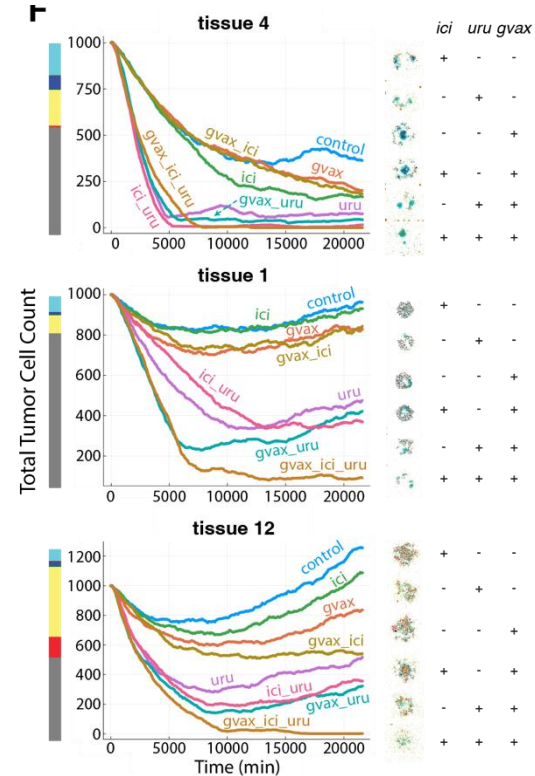 F
tissue 4
ici uru gvax
1000
750
500
250
0
control
gvax_ici
gvax
ici
gvax_ici_uru
gvax_uru
uru
ici_uru
0 5000 10000 15000 20000
+ - -
- + -
- - +
+ - +
- + +
+ + +
tissue 1
Total Tumor Cell Count
1000
800
600
400
200
control
ici
gvax
gvax_ici
ici_uru
uru
gvax_uru
gvax_ici_uru
0 5000 10000 15000 20000
+ - -
- + -
- - +
+ - +
- + +
+ + +
tissue 12
1200
1000
800
600
400
200
0
control
ici
gvax
gvax_ici
uru
ici_uru
gvax_uru
gvax_ici_uru
0 5000 10000 15000 20000
Time (min)
+ - -
- + -
- - +
+ - +
- + +
+ + +